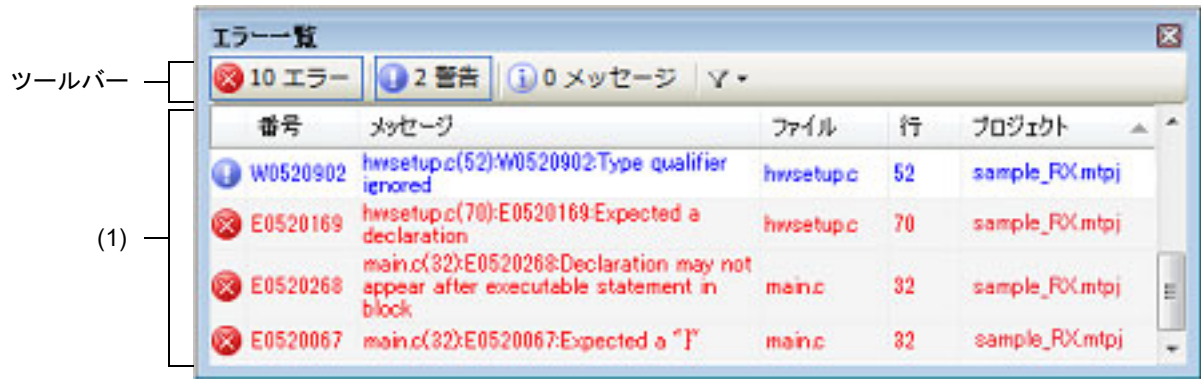 エラー一覧
ツールバー
10 エラー 2 警告 0 メッセージ
番号 メッセージ ファイル 行 プロジェクト
W0520902 hwsetup.c(52):W0520902:Type qualifier ignored hwsetup.c 52 sample_RX.mtpj
(1)
E0520169 hwsetup.c(70):E0520169:Expected a declaration hwsetup.c 70 sample_RX.mtpj
E0520268 main.c(32):E0520268:Declaration may not appear after executable statement in block main.c 32 sample_RX.mtpj
E0520067 main.c(32):E0520067:Expected a "}" main.c 32 sample_RX.mtpj